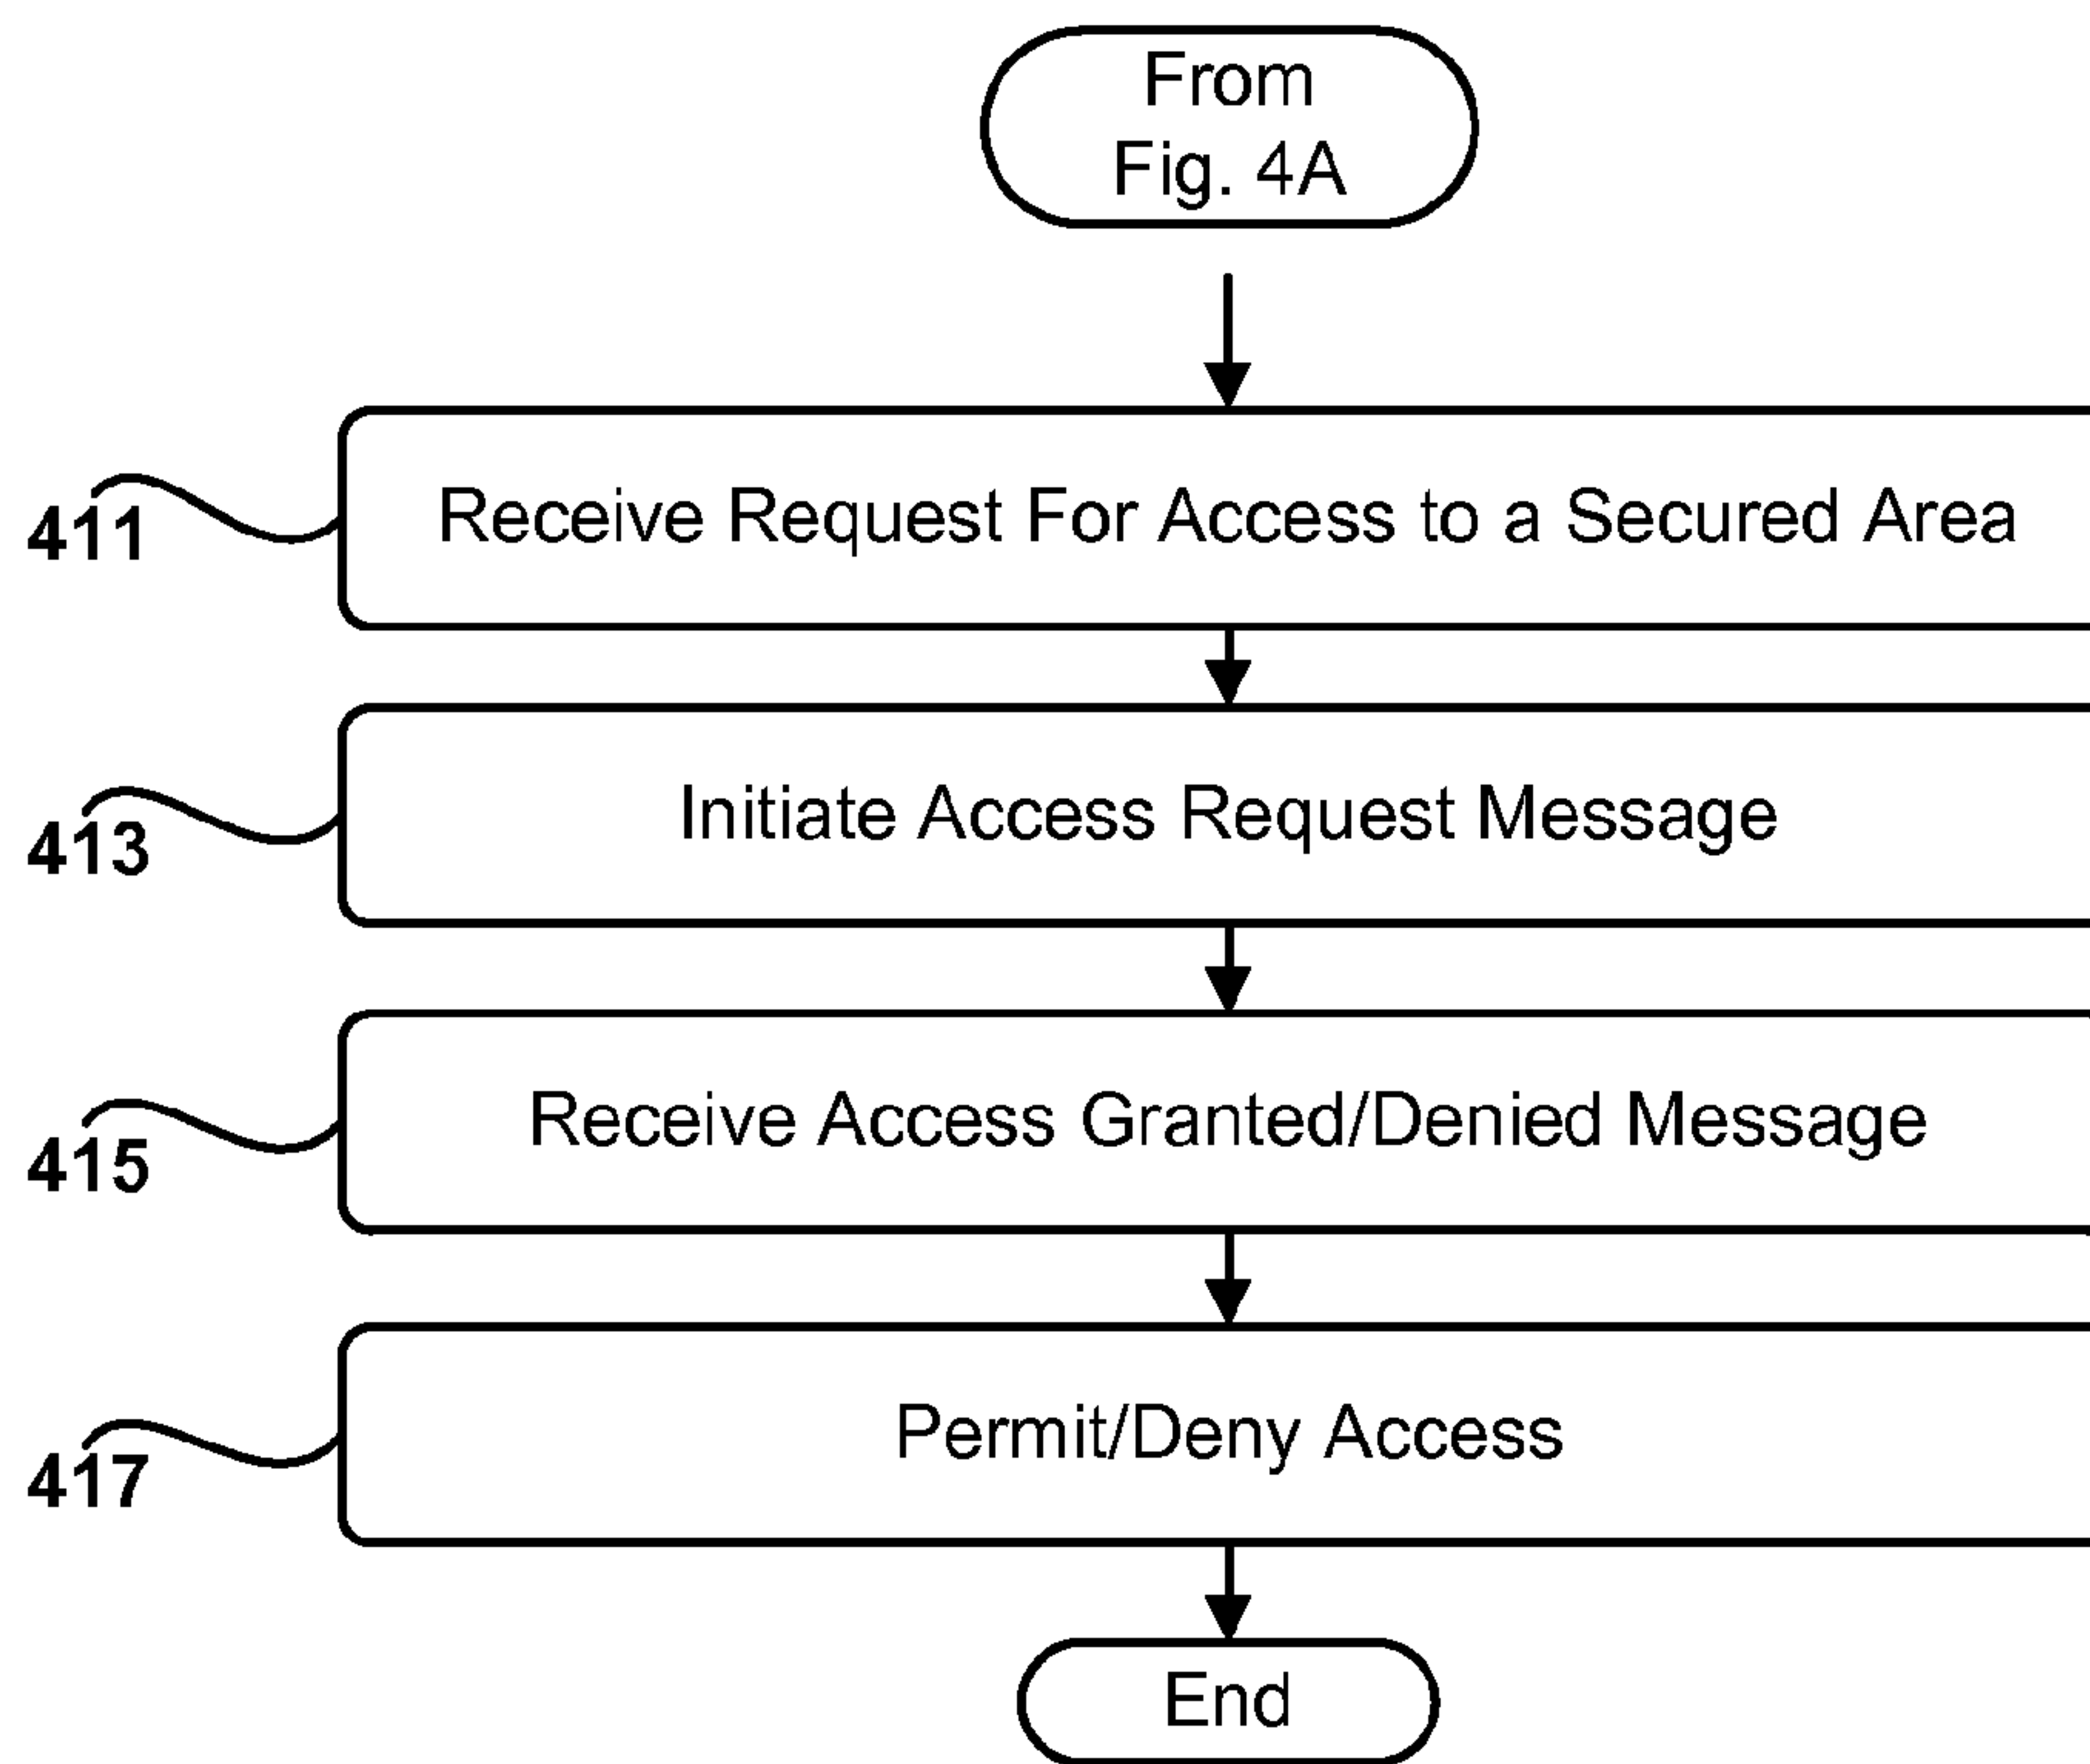 From
Fig. 4A
411
Receive Request For Access to a Secured Area
413
Initiate Access Request Message
415
Receive Access Granted/Denied Message
417
Permit/Deny Access
End